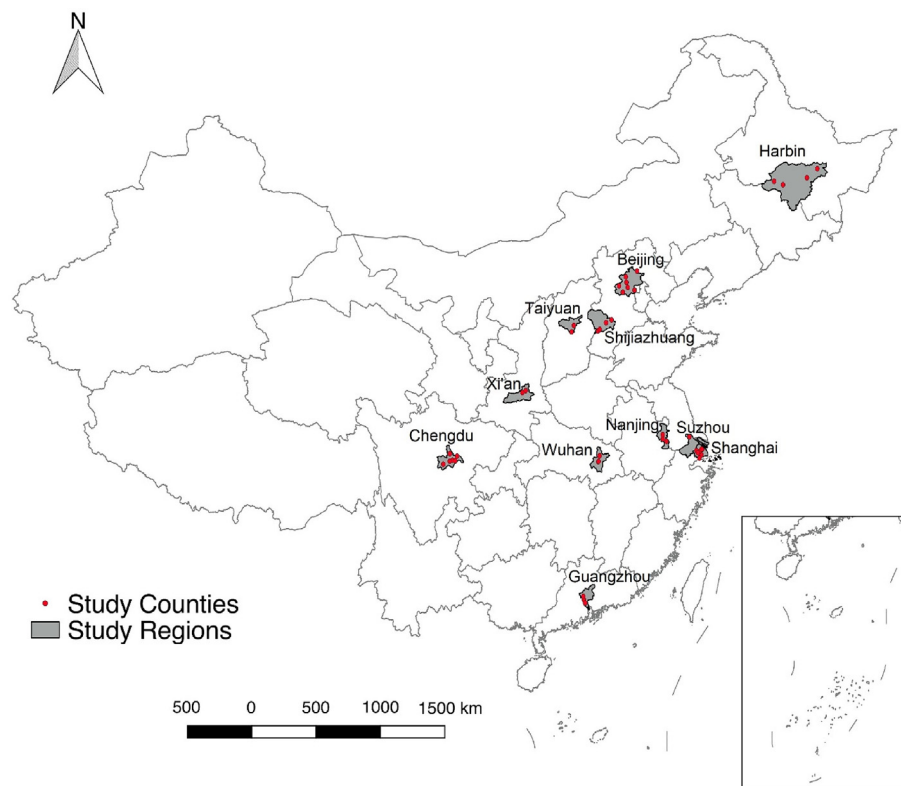 N
Harbin
Beijing
Taiyuan
Shijiazhuang
Xi'an
Nanjing
Suzhou
Chengdu
Wuhan
Shanghai
Guangzhou
Study Counties
Study Regions
500 0 500 1000 1500 km